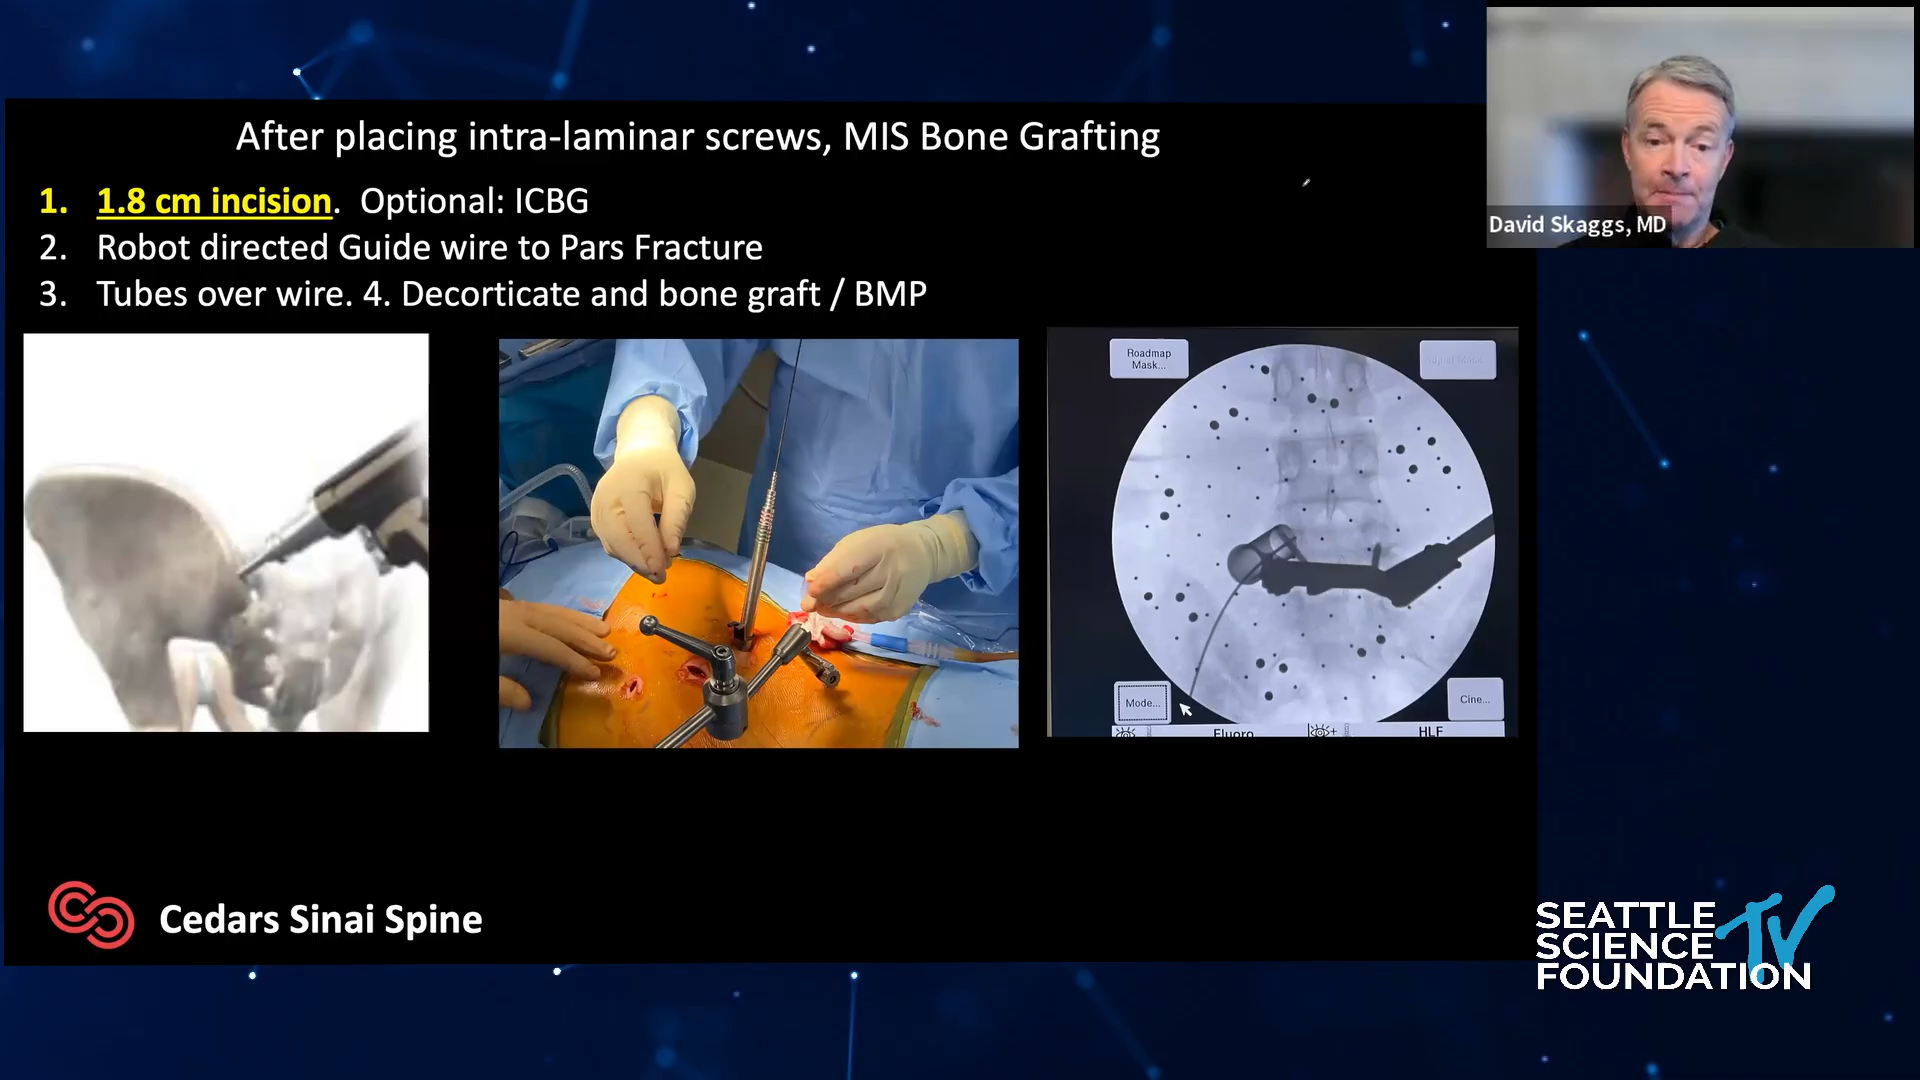 After placing intra-laminar screws, MIS Bone Grafting
1. 1.8 cm incision. Optional: ICBG
2. Robot directed Guide wire to Pars Fracture
3. Tubes over wire. 4. Decorticate and bone graft / BMP
David Skaggs, MD
Roadmap
Mask...
Mode...
Cine...
Fluoro
HLF
Cedars Sinai Spine
SEATTLE
SCIENCE
FOUNDATION
TV